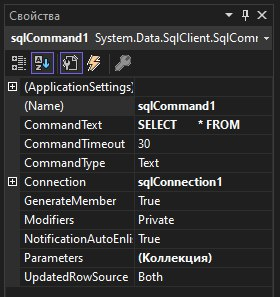 Свойства
sqlCommand1 System.Data.SqlClient.SqlComm
(ApplicationSettings)
(Name) sqlCommand1
CommandText SELECT * FROM
CommandTimeout 30
CommandType Text
Connection sqlConnection1
GenerateMember True
Modifiers Private
NotificationAutoEnlis True
Parameters (Коллекция)
UpdatedRowSource Both